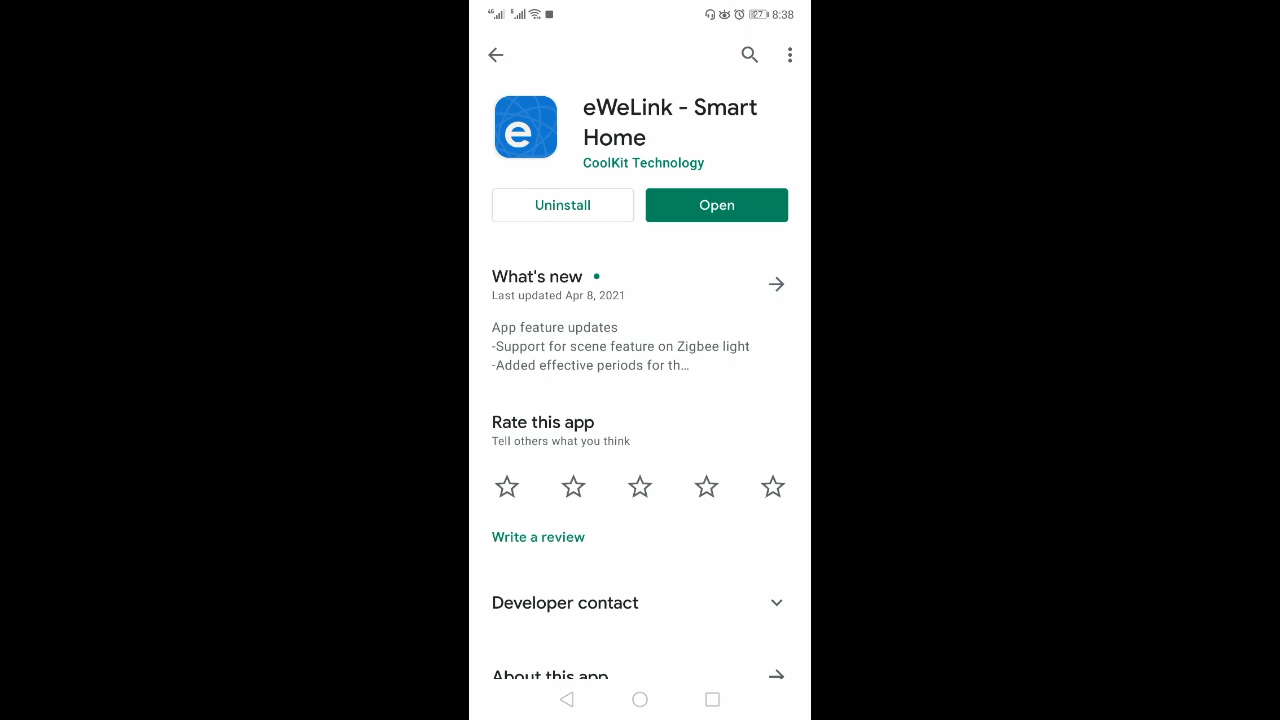 4G E 27 8:38
eWeLink - Smart
Home
CoolKit Technology
e
Uninstall Open
What's new
Last updated Apr 8, 2021
App feature updates
-Support for scene feature on Zigbee light
-Added effective periods for th...
Rate this app
Tell others what you think
Write a review
Developer contact
About this app